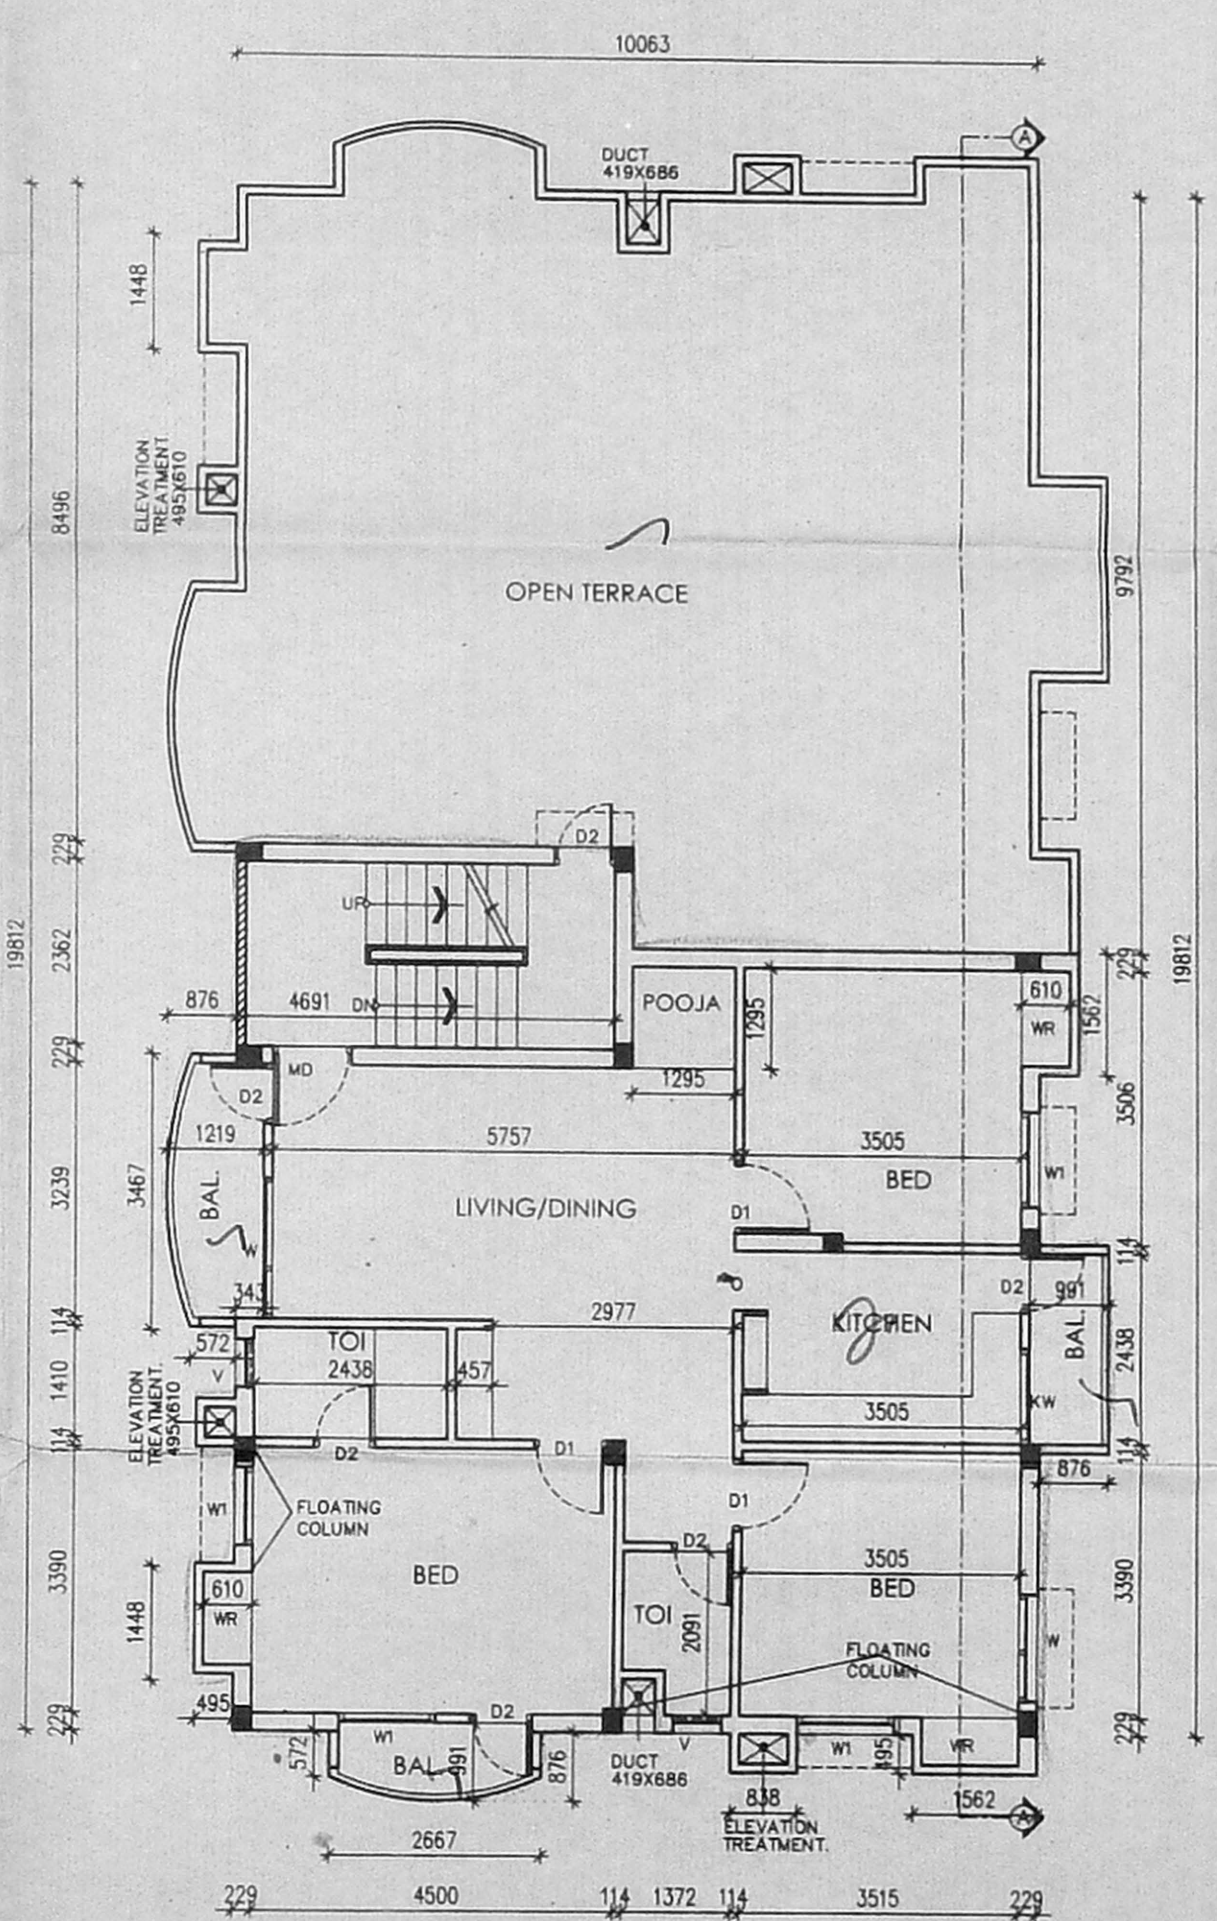 10063
A
DUCT
419X686
1448
ELEVATION
TREATMENT.
495X610
8496
9792
OPEN TERRACE
19812
19812
229
D2
UP
2362
229
POOJA
610
876
4691
DN
1295
WR
1562
229
MD
1295
D2
3506
1219
5757
3505
3467
BED
W1
3239
BAL.
LIVING/DINING
D1
W
114
343
D2
991
2977
KITCHEN
BAL.
114
572
TOI
2438
457
2438
V
1410
ELEVATION
TREATMENT.
495X610
KW
3505
114
D2
D1
114
876
W1
FLOATING
COLUMN
D1
D2
3505
BED
BED
3390
3390
610
WR
1448
TOI
2091
FLOATING
COLUMN
W
495
229
D2
229
W1
572
BAL.
991
876
V
DUCT
419X686
W1
495
WR
838
1562
A
ELEVATION
TREATMENT.
2667
229
4500
114
1372
114
3515
229